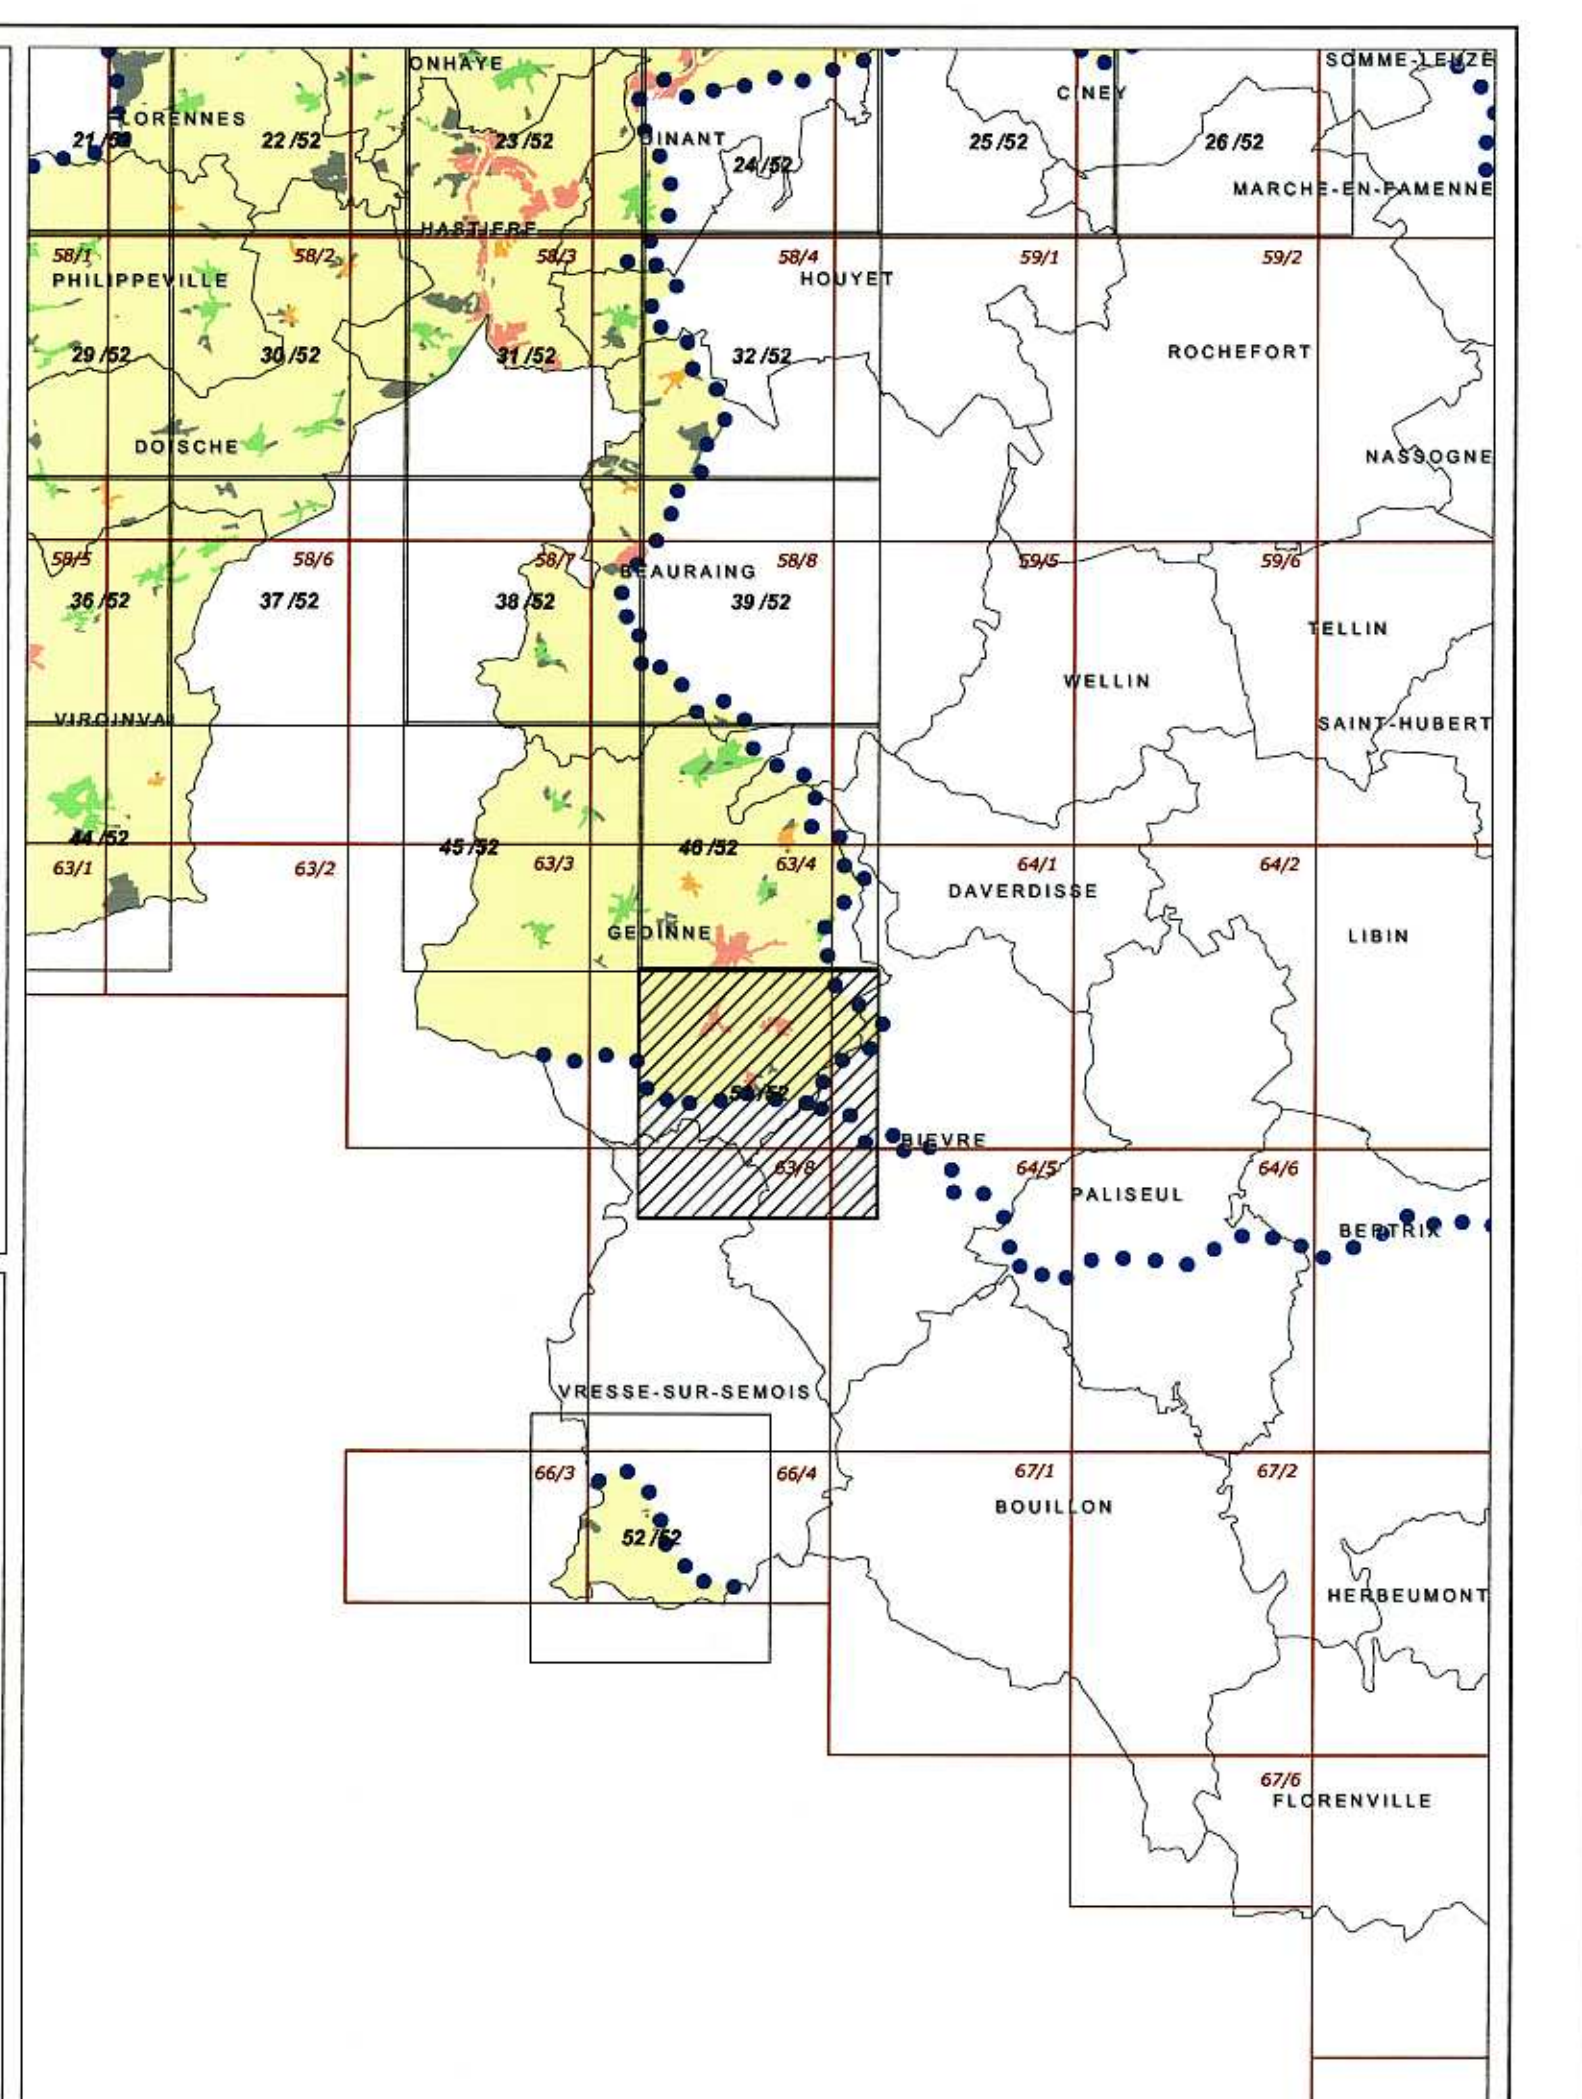 ONHAYE
SOMME-LEUZE
CINEY
LORENNES
21/52
22 /52
23 /52
DINANT
24 /52
25 /52
26 /52
MARCHE-EN-FAMENNE
HASTIERE
58/1
58/2
58/3
58/4
59/1
59/2
PHILIPPEVILLE
HOUYET
29 /52
30 /52
31 /52
32 /52
ROCHEFORT
DOISCHE
NASSOGNE
58/5
58/6
58/7
58/8
59/5
59/6
BEAURAING
36 /52
37 /52
38 /52
39 /52
TELLIN
WELLIN
VIROINVAL
SAINT-HUBERT
44 /52
45 /52
46 /52
63/1
63/2
63/3
63/4
64/1
64/2
DAVERDISSE
GEDINNE
LIBIN
BIEVRE
63/8
64/5
64/6
PALISEUL
BERTRIX
VRESSE-SUR-SEMOIS
66/3
66/4
67/1
67/2
BOUILLON
52 /52
HERBEUMONT
67/6
FLORENVILLE